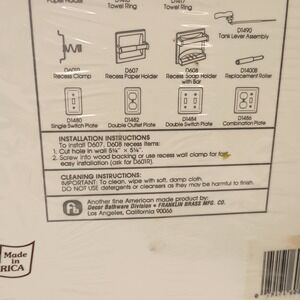 Paper Holder
D1412
Towel Ring
D1417
Towel Ring
D1490
Tank Lever Assembly
Recess Clamp
D607
Recess Paper Holder
D608
Recess Soap Holder
with Bar
D1400R
Replacement Roller
D1480
Single Switch Plate
D1482
Double Outlet Plate
D1484
Double Switch Plate
D1486
Combination Plate
INSTALLATION INSTRUCTIONS
To install D607, D608 recess items:
1. Cut hole in wall 5¼" × 5¼".
2. Screw into wood backing or use recess wall clamp for fast,
easy installation (ask for D601R).
CLEANING INSTRUCTIONS:
IMPORTANT: To clean, wipe with soft, damp cloth.
DO NOT USE detergents or cleansers as they may be harmful to finish.
Another fine American made product by:
Decor Bathware Division • FRANKLIN BRASS MFG. CO.
Los Angeles, California 90066
Made
in
RICA